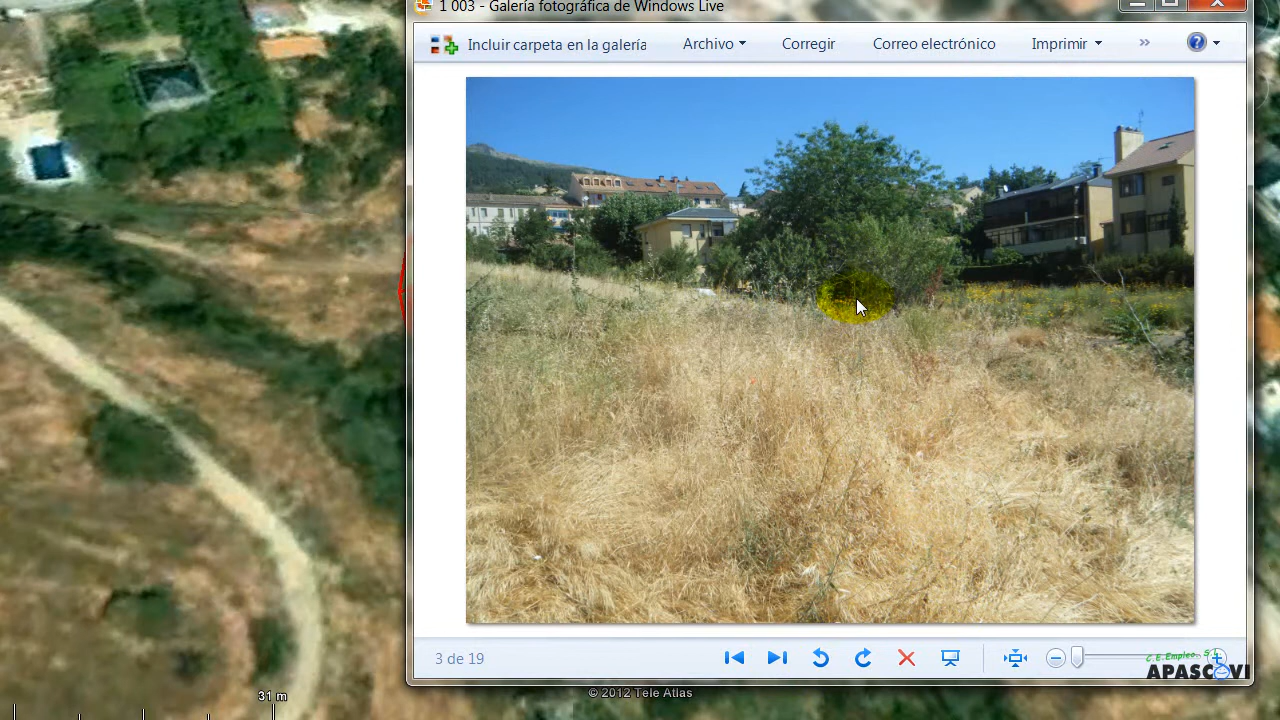 1 003 - Galería fotográfica de Windows Live
Incluir carpeta en la galería Archivo Corregir Correo electrónico Imprimir »
3 de 19
C.E.Empleo, S.L.
APASCOVI
31 m
© 2012 Tele Atlas